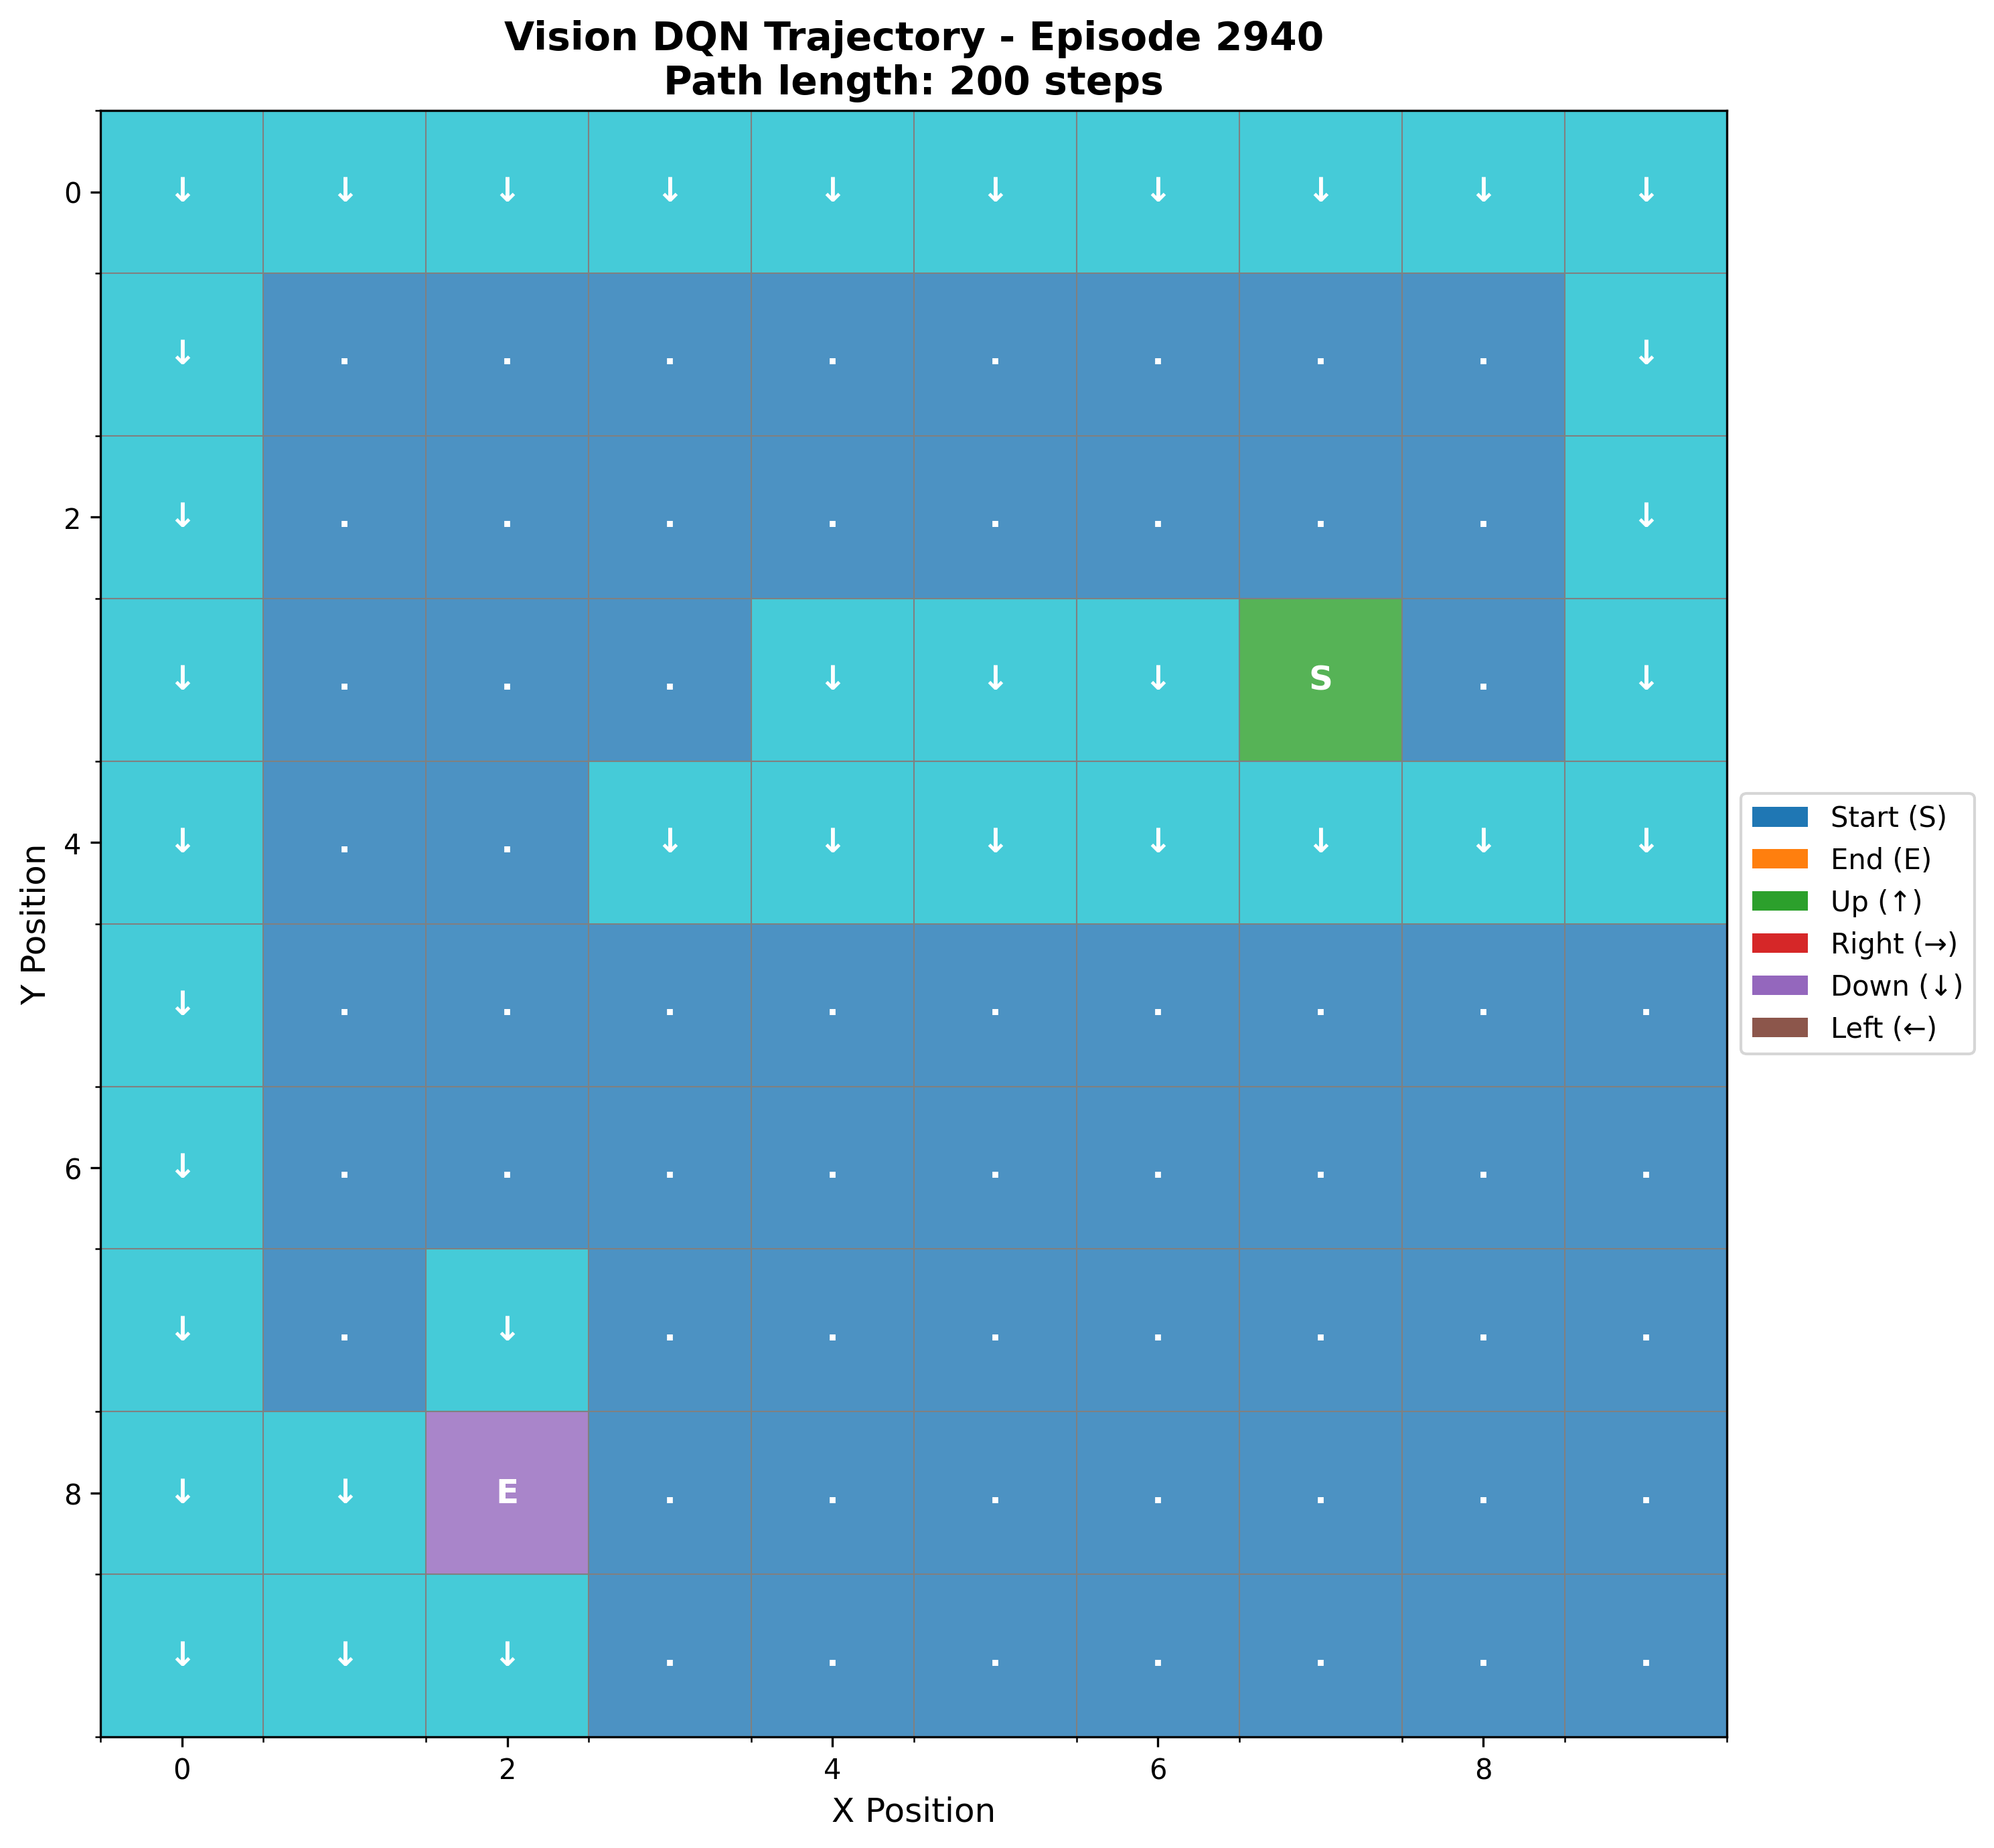 Vision DQN Trajectory - Episode 2940
Path length: 200 steps
0 ↓ ↓ ↓ ↓ ↓ ↓ ↓ ↓ ↓ ↓
↓ . . . . . . . . ↓
2 ↓ . . . . . . . . ↓
↓ . . . ↓ ↓ ↓ S . ↓
4 ↓ . . ↓ ↓ ↓ ↓ ↓ ↓ ↓
↓ . . . . . . . . .
6 ↓ . . . . . . . . .
↓ . ↓ . . . . . . .
8 ↓ ↓ E . . . . . . .
↓ ↓ ↓ . . . . . . .
0 2 4 6 8
X Position
Y Position
Start (S)
End (E)
Up (↑)
Right (→)
Down (↓)
Left (←)